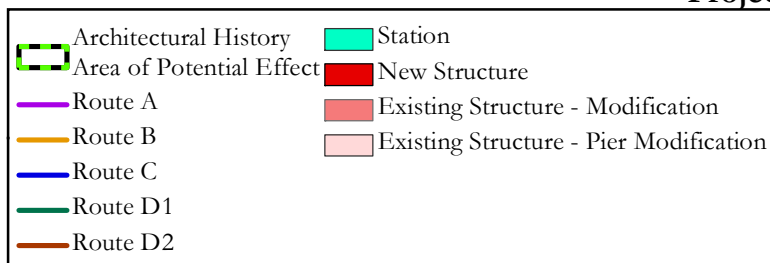 Architectural History
Area of Potential Effect
Route A
Route B
Route C
Route D1
Route D2
Station
New Structure
Existing Structure - Modification
Existing Structure - Pier Modification